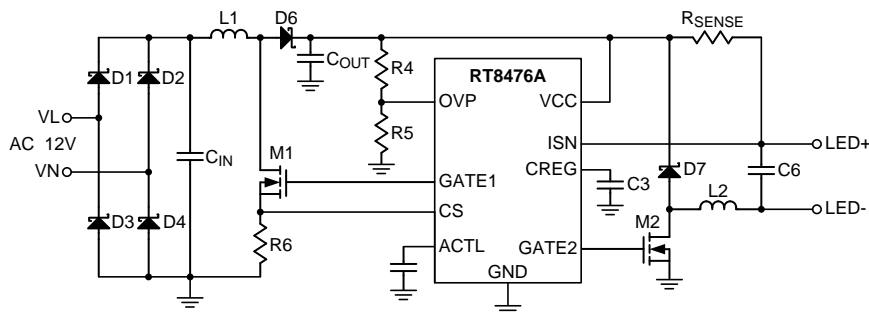 L1
D6
RSENSE
D1
D2
COUT
R4
RT8476A
OVP
VCC
VL
AC 12V
VN
CIN
M1
R5
ISN
LED+
CREG
D7
C6
GATE1
C3
L2
D3
D4
CS
M2
LED-
R6
ACTL
GATE2
GND